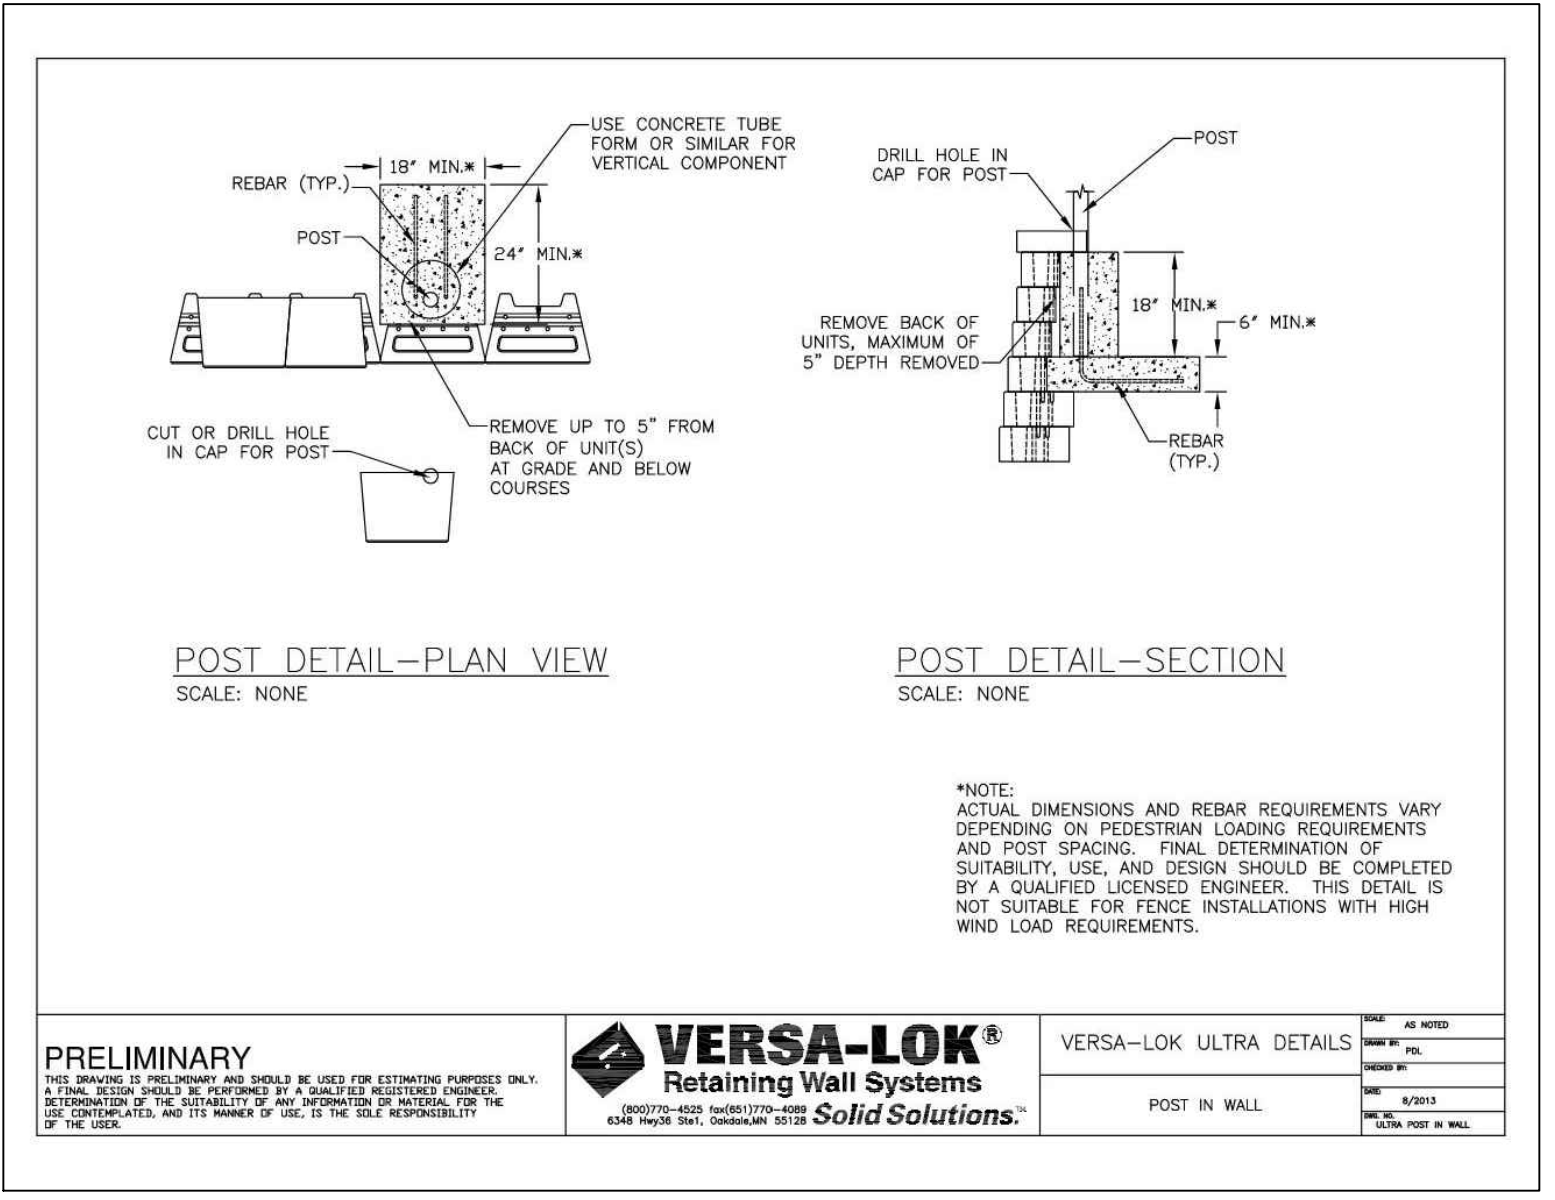 USE CONCRETE TUBE
FORM OR SIMILAR FOR
VERTICAL COMPONENT
18" MIN.*
REBAR (TYP.)
POST
24" MIN.*
CUT OR DRILL HOLE
IN CAP FOR POST
REMOVE UP TO 5" FROM
BACK OF UNIT(S)
AT GRADE AND BELOW
COURSES
POST DETAIL-PLAN VIEW
SCALE: NONE
POST
DRILL HOLE IN
CAP FOR POST
18" MIN.*
6" MIN.*
REMOVE BACK OF
UNITS, MAXIMUM OF
5" DEPTH REMOVED
REBAR
(TYP.)
POST DETAIL-SECTION
SCALE: NONE
*NOTE:
ACTUAL DIMENSIONS AND REBAR REQUIREMENTS VARY
DEPENDING ON PEDESTRIAN LOADING REQUIREMENTS
AND POST SPACING. FINAL DETERMINATION OF
SUITABILITY, USE, AND DESIGN SHOULD BE COMPLETED
BY A QUALIFIED LICENSED ENGINEER. THIS DETAIL IS
NOT SUITABLE FOR FENCE INSTALLATIONS WITH HIGH
WIND LOAD REQUIREMENTS.
PRELIMINARY
THIS DRAWING IS PRELIMINARY AND SHOULD BE USED FOR ESTIMATING PURPOSES ONLY.
A FINAL DESIGN SHOULD BE PERFORMED BY A QUALIFIED REGISTERED ENGINEER.
DETERMINATION OF THE SUITABILITY OF ANY INFORMATION OR MATERIAL FOR THE
USE CONTEMPLATED, AND ITS MANNER OF USE, IS THE SOLE RESPONSIBILITY
OF THE USER.
VERSA-LOK®
Retaining Wall Systems
(800)770-4525 fax(651)770-4089
6348 Hwy36 Ste1, Oakdale,MN 55128
Solid Solutions.™
VERSA-LOK ULTRA DETAILS
POST IN WALL
SCALE:
AS NOTED
DRAWN BY:
PDL
CHECKED BY:
DATE:
8/2013
DWG. NO.
ULTRA POST IN WALL